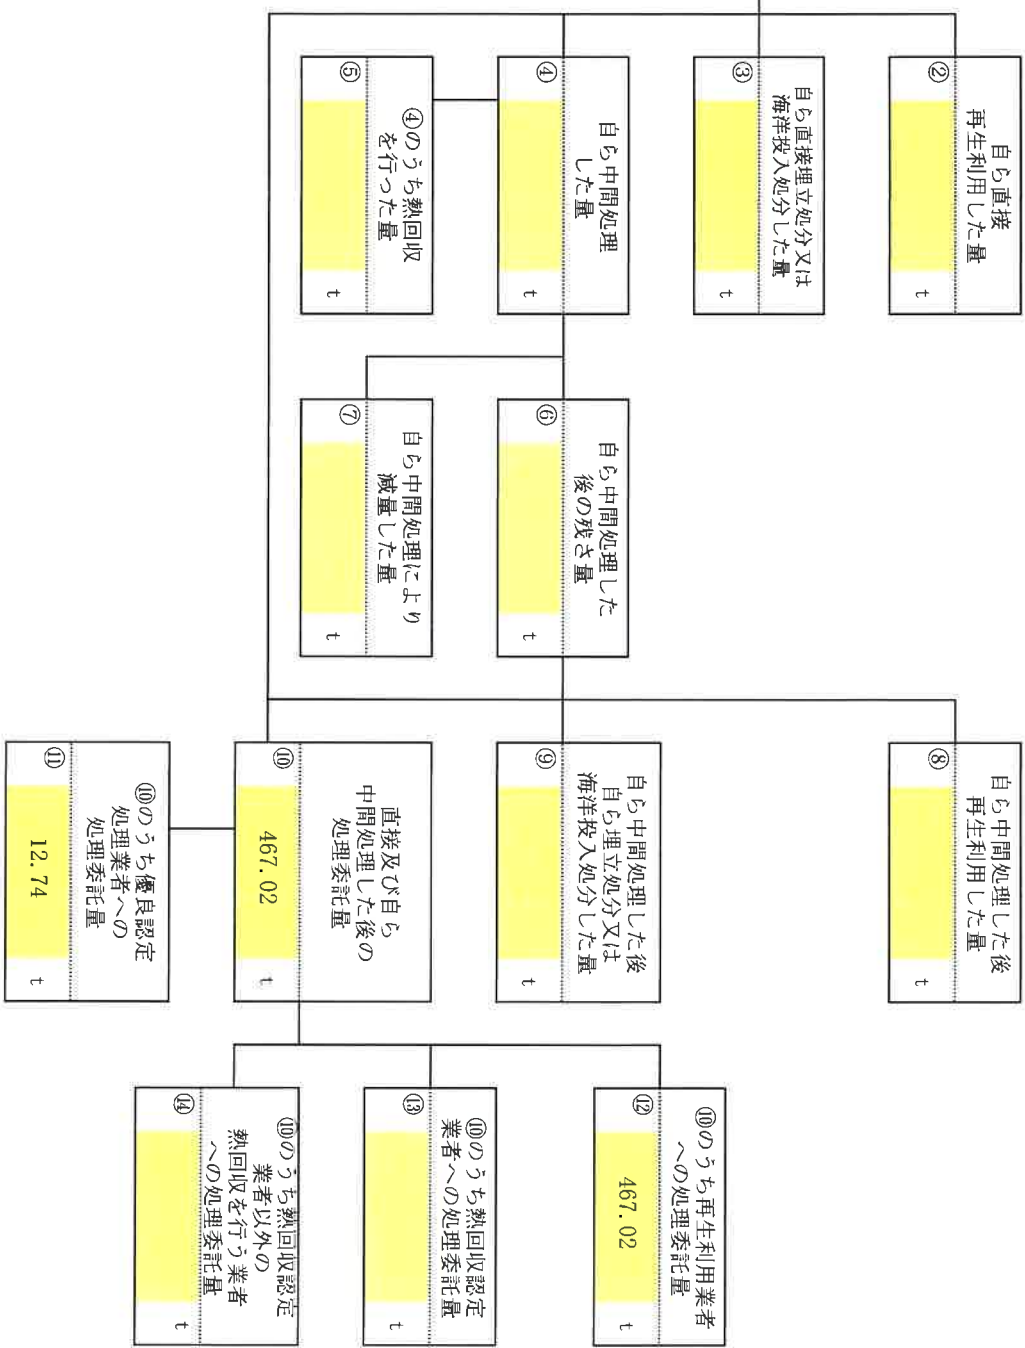 自ら直接
再生利用した量
②
t
自ら直接埋立処分又は
海洋投入処分した量
③
t
自ら中間処理
した量
④
t
④のうち熱回収
を行った量
⑤
t
自ら中間処理した
後の残さ量
⑥
t
自ら中間処理により
減量した量
⑦
t
自ら中間処理した後
再生利用した量
⑧
t
自ら中間処理した後
自ら埋立処分又は
海洋投入処分した量
⑨
t
直接及び自ら
中間処理した後の
処理委託量
⑩ 467.02 t
⑩のうち優良認定
処理業者への
処理委託量
⑪ 12.74 t
⑩のうち再生利用業者
への処理委託量
⑫ 467.02 t
⑩のうち熱回収認定
業者への処理委託量
⑬
t
⑩のうち熱回収認定
業者以外の
熱回収を行う業者
への処理委託量
⑭
t